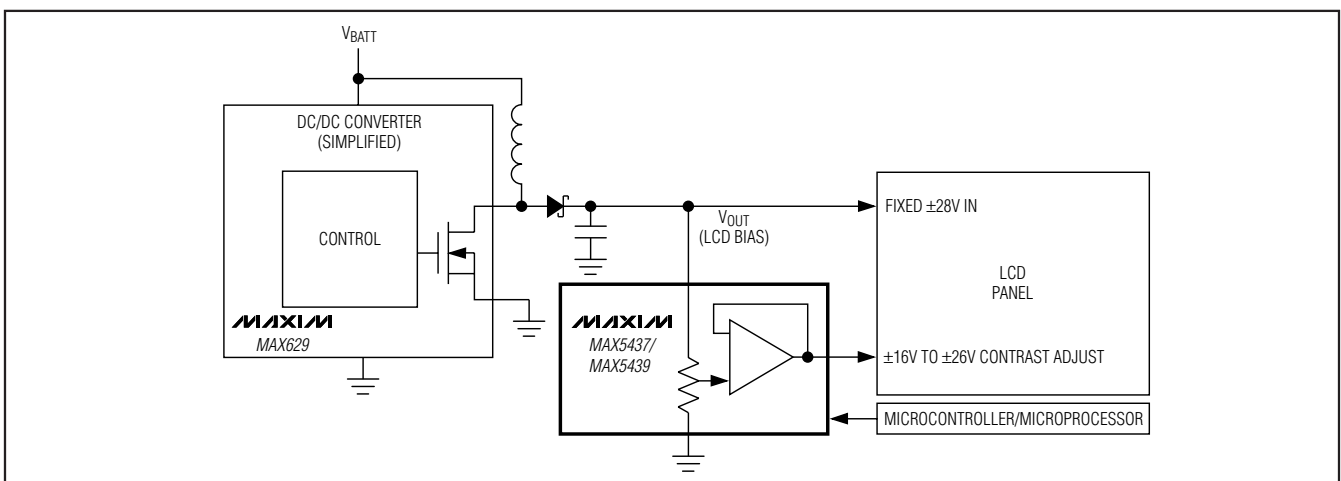 VBATT
DC/DC CONVERTER
(SIMPLIFIED)
CONTROL
MAXIM
MAX629
VOUT
(LCD BIAS)
MAXIM
MAX5437/
MAX5439
FIXED ±28V IN
LCD
PANEL
±16V TO ±26V CONTRAST ADJUST
MICROCONTROLLER/MICROPROCESSOR